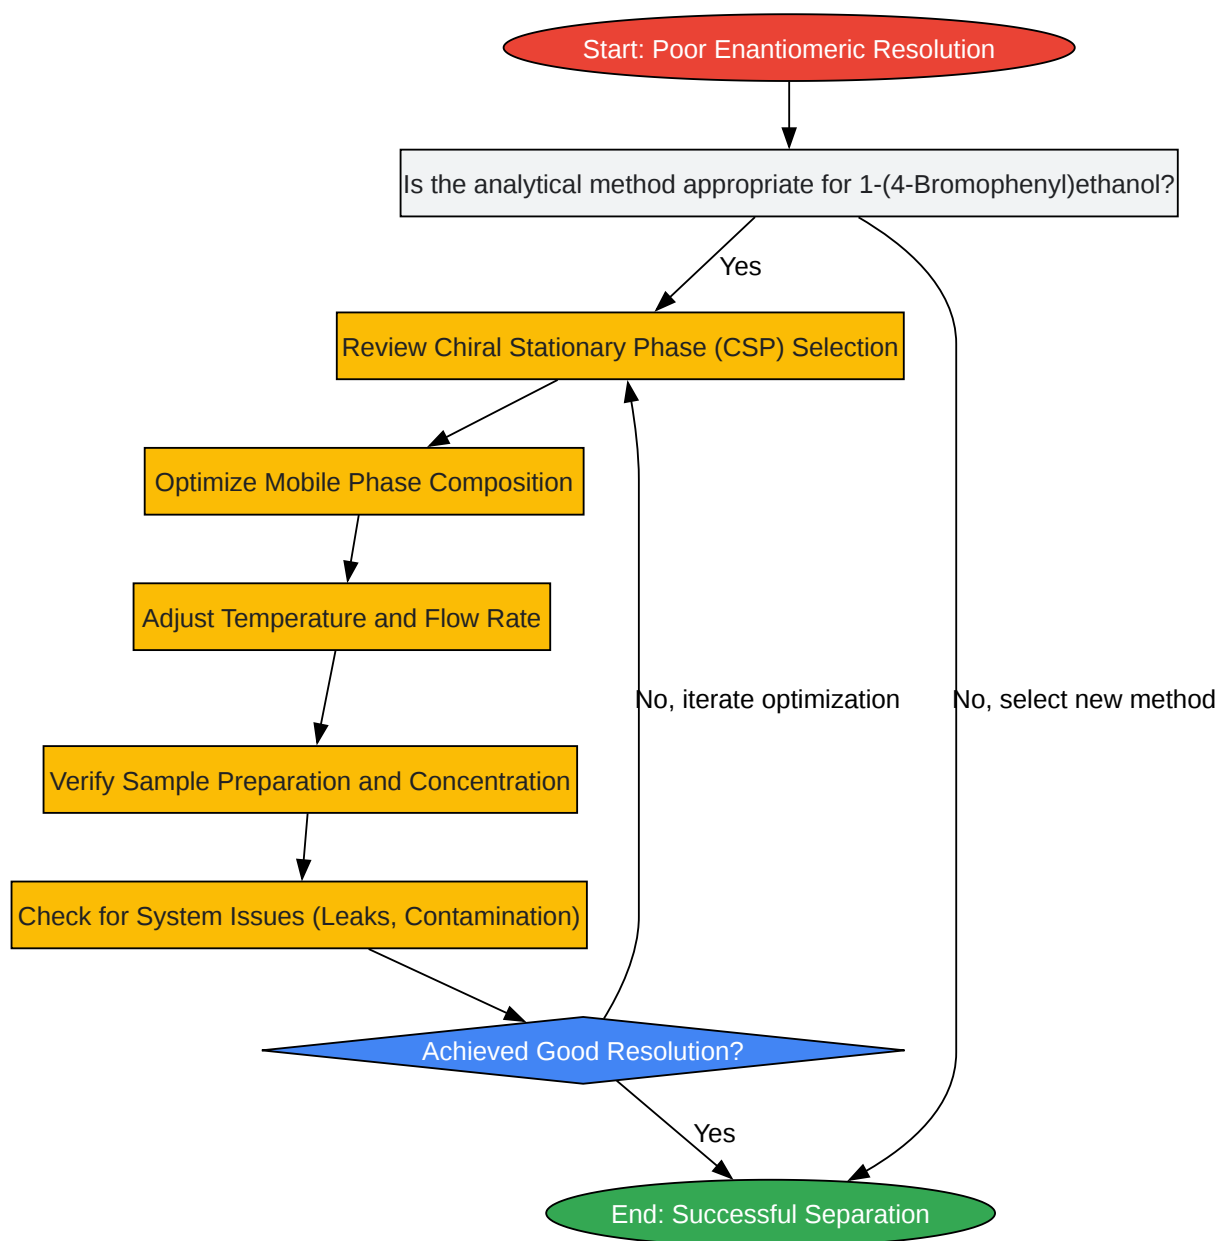 Start: Poor Enantiomeric Resolution
Is the analytical method appropriate for 1-(4-Bromophenyl)ethanol?
Yes
Review Chiral Stationary Phase (CSP) Selection
Optimize Mobile Phase Composition
Adjust Temperature and Flow Rate
No, iterate optimization
No, select new method
Verify Sample Preparation and Concentration
Check for System Issues (Leaks, Contamination)
Achieved Good Resolution?
Yes
End: Successful Separation